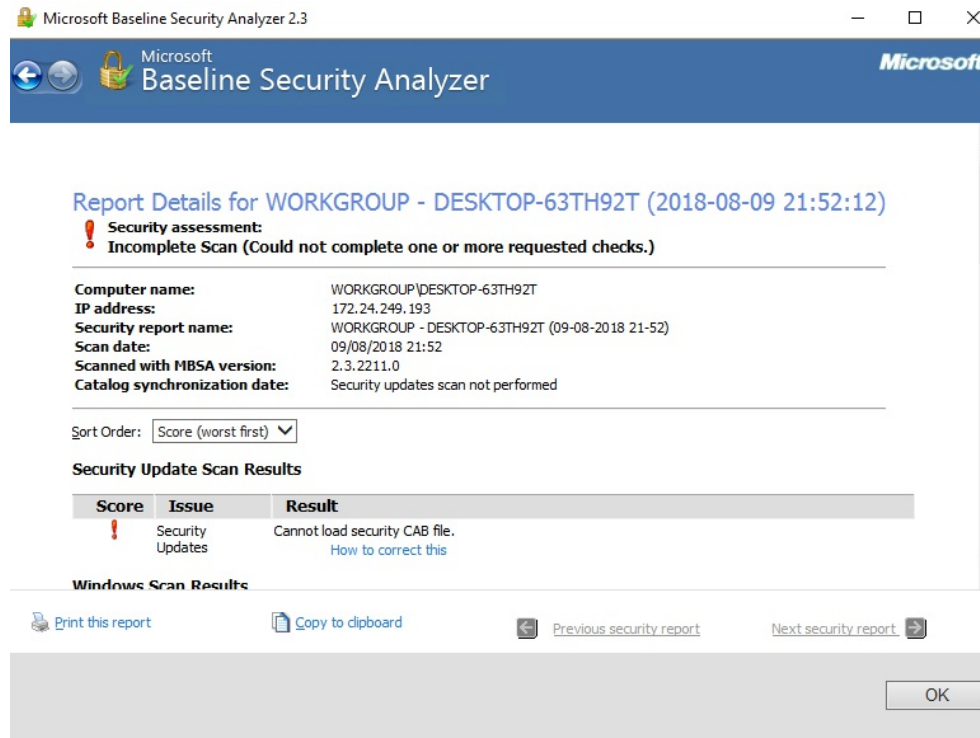 Microsoft Baseline Security Analyzer 2.3
Microsoft
Baseline Security Analyzer
Microsoft
Report Details for WORKGROUP - DESKTOP-63TH92T (2018-08-09 21:52:12)
Security assessment:
Incomplete Scan (Could not complete one or more requested checks.)
Computer name: WORKGROUP\DESKTOP-63TH92T
IP address: 172.24.249.193
Security report name: WORKGROUP - DESKTOP-63TH92T (09-08-2018 21-52)
Scan date: 09/08/2018 21:52
Scanned with MBSA version: 2.3.2211.0
Catalog synchronization date: Security updates scan not performed
Sort Order: Score (worst first)
Security Update Scan Results
Score Issue Result
Security Cannot load security CAB file.
Updates How to correct this
Windows Scan Results
Print this report Copy to clipboard Previous security report Next security report
OK